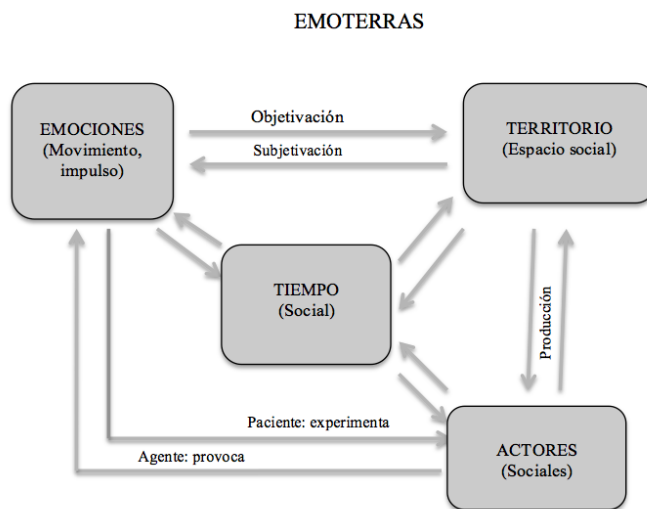 EMOTERRAS
EMOCIONES
(Movimiento,
impulso)
Objetivación
Subjetivación
TERRITORIO
(Espacio social)
TIEMPO
(Social)
Producción
Paciente: experimenta
Agente: provoca
ACTORES
(Sociales)